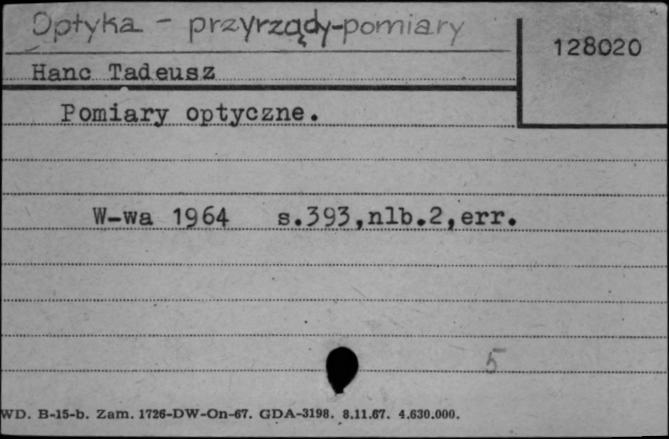 Optyka - przyrządy-pomiary
128020
Hanc Tadeusz
Pomiary optyczne.
W-wa 1964 s.393,nlb.2,err.
5
WD. B-15-b. Zam. 1726-DW-On-67. GDA-3198. 8.11.67. 4.630.000.